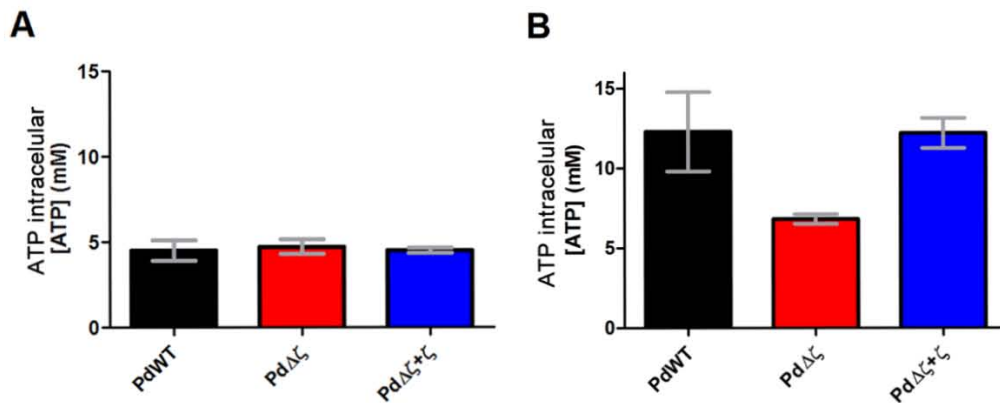 A
ATP intracelular
[ATP] (mM)
15
10
5
0
PdWT
PdΔζ
PdΔζ+ζ
B
ATP intracelular
[ATP] (mM)
15
10
5
0
PdWT
PdΔζ
PdΔζ+ζ